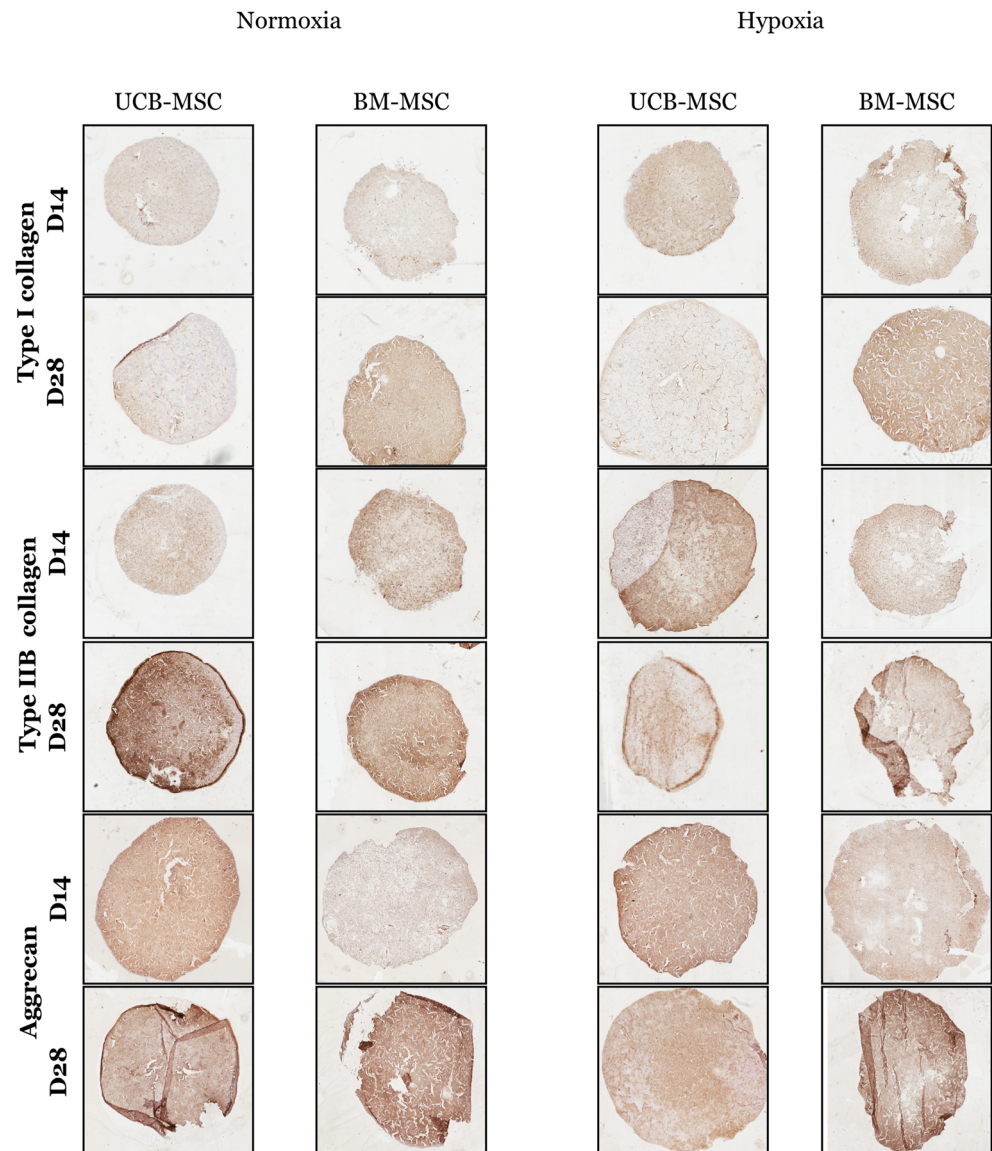 Normoxia
Hypoxia
UCB-MSC
BM-MSC
UCB-MSC
BM-MSC
Type I collagen
D14
D28
Type IIB collagen
D14
D28
Aggrecan
D14
D28